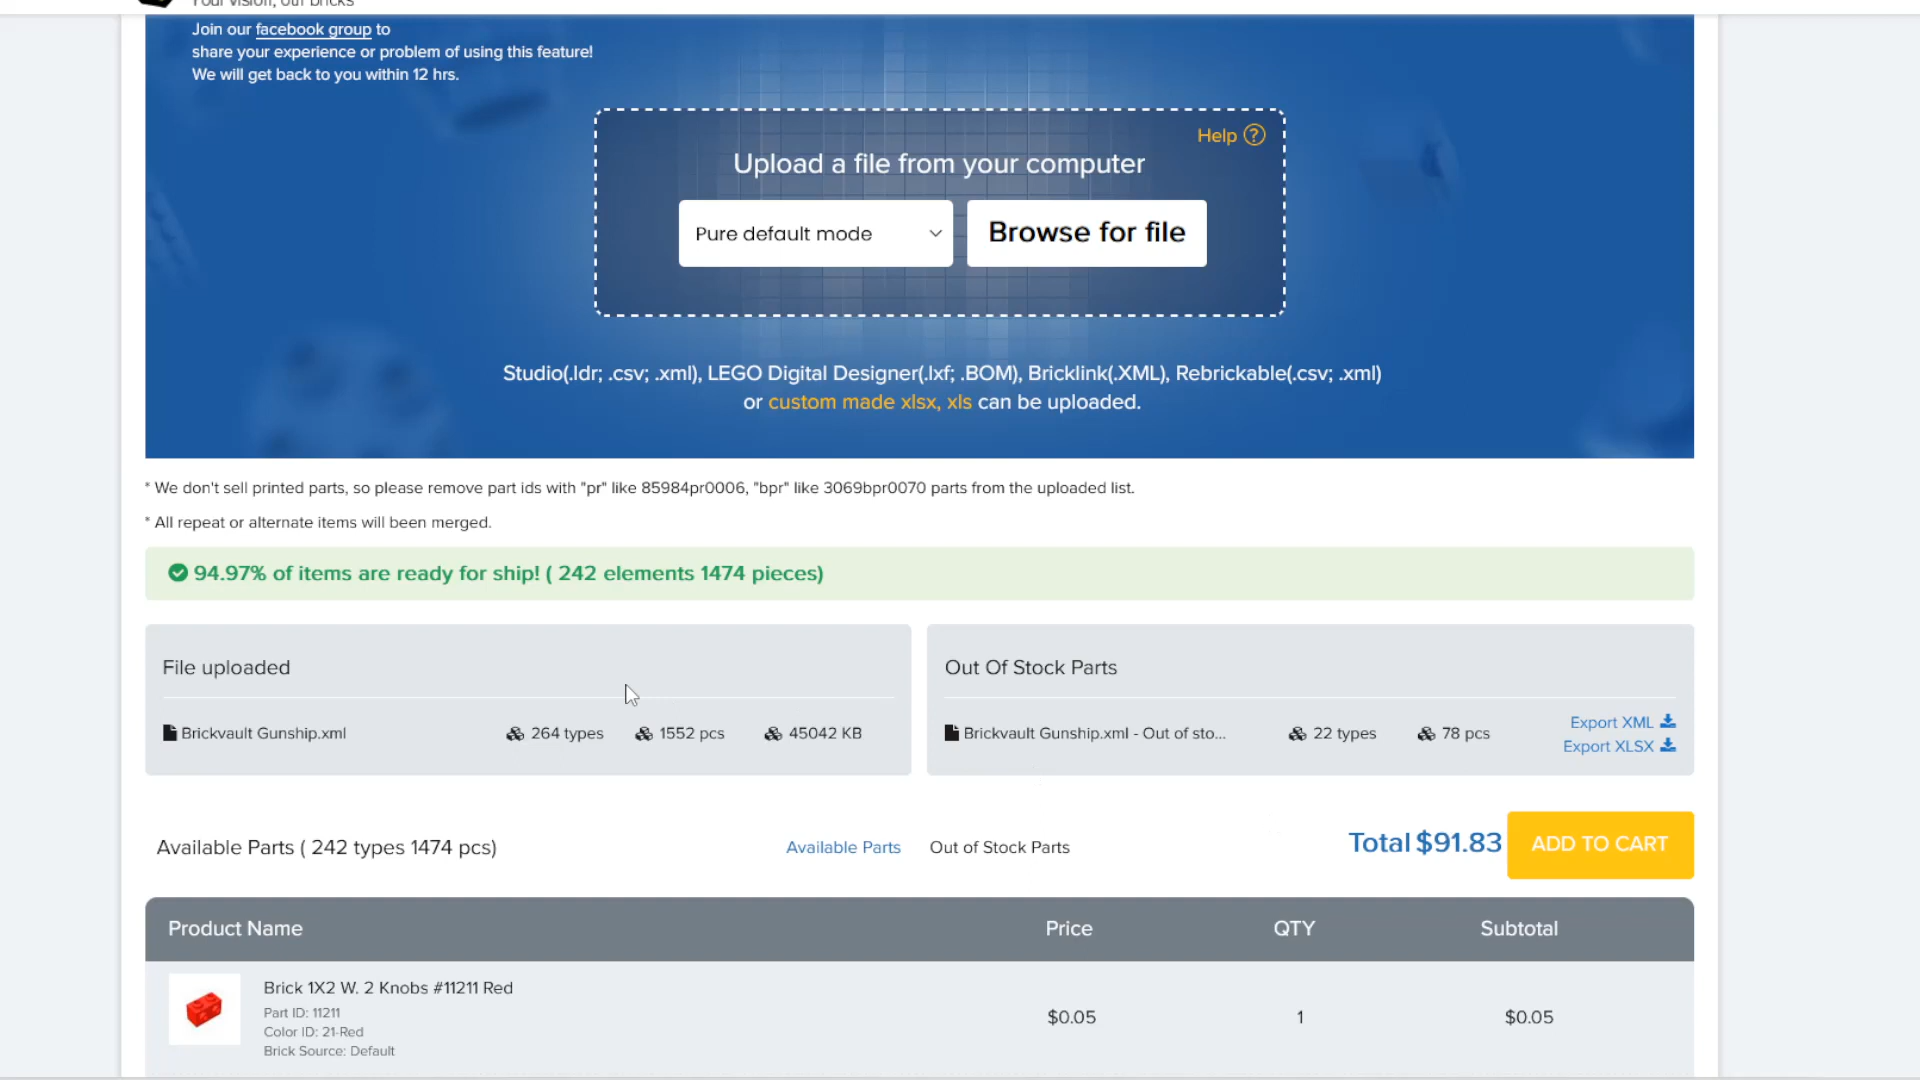 Your vision, our bricks
Join our facebook group to
share your experience or problem of using this feature!
We will get back to you within 12 hrs.
Help ?
Upload a file from your computer
Pure default mode
Browse for file
Studio(.ldr; .csv; .xml), LEGO Digital Designer(.lxf; .BOM), Bricklink(.XML), Rebrickable(.csv; .xml)
or custom made xlsx, xls can be uploaded.
* We don't sell printed parts, so please remove part ids with "pr" like 85984pr0006, "bpr" like 3069bpr0070 parts from the uploaded list.
* All repeat or alternate items will been merged.
94.97% of items are ready for ship! ( 242 elements 1474 pieces)
File uploaded
Brickvault Gunship.xml 264 types 1552 pcs 45042 KB
Out Of Stock Parts
Brickvault Gunship.xml - Out of sto... 22 types 78 pcs
Export XML
Export XLSX
Available Parts ( 242 types 1474 pcs)
Available Parts
Out of Stock Parts
Total $91.83
ADD TO CART
Product Name Price QTY Subtotal
Brick 1X2 W. 2 Knobs #11211 Red
Part ID: 11211
Color ID: 21-Red
Brick Source: Default
$0.05 1 $0.05